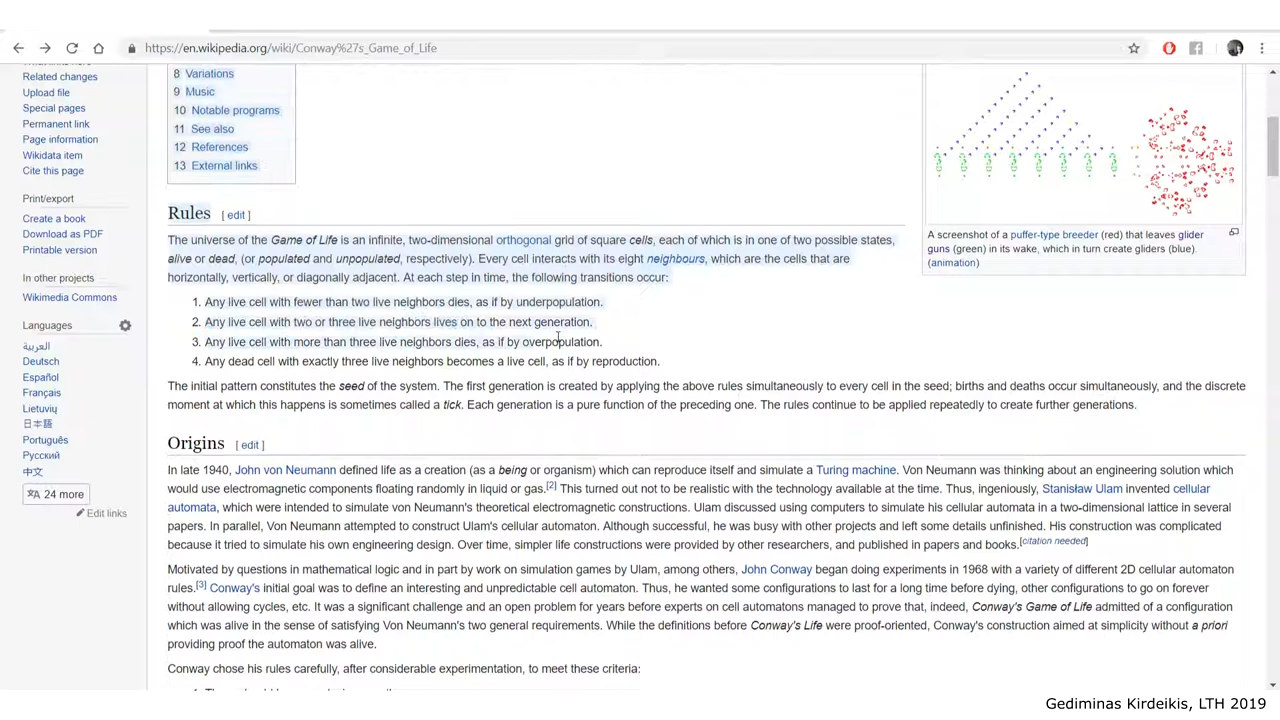 https://en.wikipedia.org/wiki/Conway%27s_Game_of_Life
Related changes
Upload file
Special pages
Permanent link
Page information
Wikidata item
Cite this page
Print/export
Create a book
Download as PDF
Printable version
In other projects
Wikimedia Commons
Languages
العربية
Deutsch
Español
Français
Lietuvių
日本語
Português
Русский
中文
24 more
Edit links
8 Variations
9 Music
10 Notable programs
11 See also
12 References
13 External links
A screenshot of a puffer-type breeder (red) that leaves glider
guns (green) in its wake, which in turn create gliders (blue).
(animation)
Rules [ edit ]
The universe of the Game of Life is an infinite, two-dimensional orthogonal grid of square cells, each of which is in one of two possible states,
alive or dead, (or populated and unpopulated, respectively). Every cell interacts with its eight neighbours, which are the cells that are
horizontally, vertically, or diagonally adjacent. At each step in time, the following transitions occur:
1. Any live cell with fewer than two live neighbors dies, as if by underpopulation.
2. Any live cell with two or three live neighbors lives on to the next generation.
3. Any live cell with more than three live neighbors dies, as if by overpopulation.
4. Any dead cell with exactly three live neighbors becomes a live cell, as if by reproduction.
The initial pattern constitutes the seed of the system. The first generation is created by applying the above rules simultaneously to every cell in the seed; births and deaths occur simultaneously, and the discrete
moment at which this happens is sometimes called a tick. Each generation is a pure function of the preceding one. The rules continue to be applied repeatedly to create further generations.
Origins [ edit ]
In late 1940, John von Neumann defined life as a creation (as a being or organism) which can reproduce itself and simulate a Turing machine. Von Neumann was thinking about an engineering solution which
would use electromagnetic components floating randomly in liquid or gas.[2] This turned out not to be realistic with the technology available at the time. Thus, ingeniously, Stanisław Ulam invented cellular
automata, which were intended to simulate von Neumann's theoretical electromagnetic constructions. Ulam discussed using computers to simulate his cellular automata in a two-dimensional lattice in several
papers. In parallel, Von Neumann attempted to construct Ulam's cellular automaton. Although successful, he was busy with other projects and left some details unfinished. His construction was complicated
because it tried to simulate his own engineering design. Over time, simpler life constructions were provided by other researchers, and published in papers and books.[citation needed]
Motivated by questions in mathematical logic and in part by work on simulation games by Ulam, among others, John Conway began doing experiments in 1968 with a variety of different 2D cellular automaton
rules.[3] Conway's initial goal was to define an interesting and unpredictable cell automaton. Thus, he wanted some configurations to last for a long time before dying, other configurations to go on forever
without allowing cycles, etc. It was a significant challenge and an open problem for years before experts on cell automatons managed to prove that, indeed, Conway's Game of Life admitted of a configuration
which was alive in the sense of satisfying Von Neumann's two general requirements. While the definitions before Conway's Life were proof-oriented, Conway's construction aimed at simplicity without a priori
providing proof the automaton was alive.
Conway chose his rules carefully, after considerable experimentation, to meet these criteria:
Gediminas Kirdeikis, LTH 2019